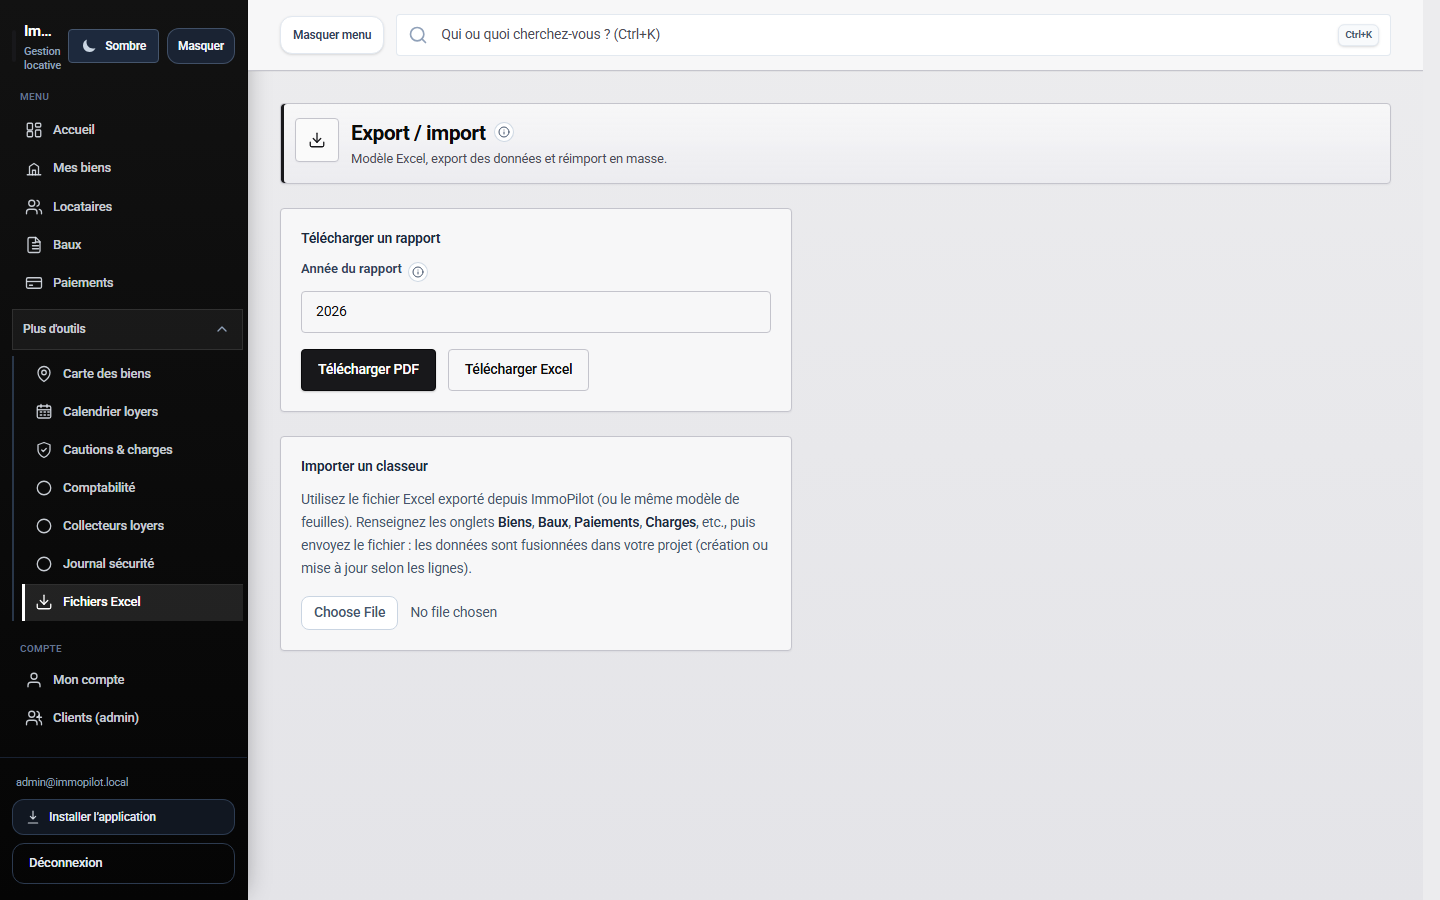 Im...
Gestion
locative
Sombre
Masquer
MENU
Accueil
Mes biens
Locataires
Baux
Paiements
Plus d'outils
Carte des biens
Calendrier loyers
Cautions & charges
Comptabilité
Collecteurs loyers
Journal sécurité
Fichiers Excel
COMPTE
Mon compte
Clients (admin)
admin@immopilot.local
Installer l'application
Déconnexion
Masquer menu
Qui ou quoi cherchez-vous ? (Ctrl+K)
Ctrl+K
Export / import
Modèle Excel, export des données et réimport en masse.
Télécharger un rapport
Année du rapport
2026
Télécharger PDF
Télécharger Excel
Importer un classeur
Utilisez le fichier Excel exporté depuis ImmoPilot (ou le même modèle de
feuilles). Renseignez les onglets Biens, Baux, Paiements, Charges, etc., puis
envoyez le fichier : les données sont fusionnées dans votre projet (création ou
mise à jour selon les lignes).
Choose File
No file chosen